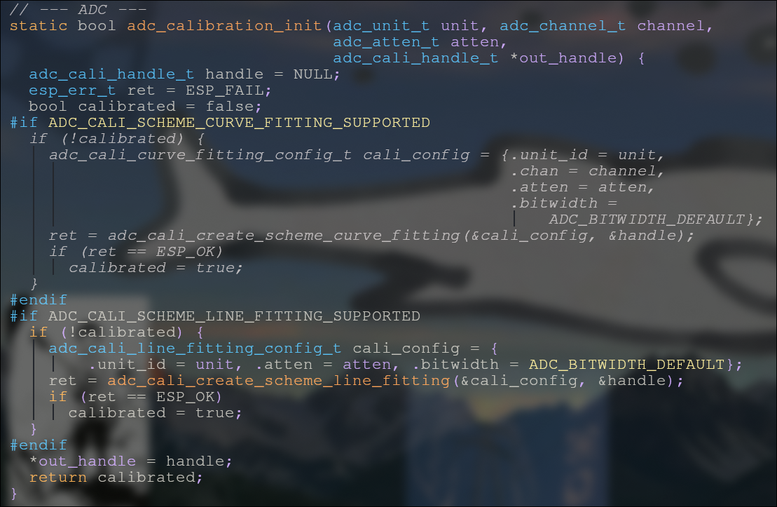 // --- ADC ---
static bool adc_calibration_init(adc_unit_t unit, adc_channel_t channel,
                                 adc_atten_t atten,
                                 adc_cali_handle_t *out_handle) {
  adc_cali_handle_t handle = NULL;
  esp_err_t ret = ESP_FAIL;
  bool calibrated = false;
#if ADC_CALI_SCHEME_CURVE_FITTING_SUPPORTED
  if (!calibrated) {
    adc_cali_curve_fitting_config_t cali_config = {.unit_id = unit,
                                                   .chan = channel,
                                                   .atten = atten,
                                                   .bitwidth =
                                                       ADC_BITWIDTH_DEFAULT};
    ret = adc_cali_create_scheme_curve_fitting(&cali_config, &handle);
    if (ret == ESP_OK)
      calibrated = true;
  }
#endif
#if ADC_CALI_SCHEME_LINE_FITTING_SUPPORTED
  if (!calibrated) {
    adc_cali_line_fitting_config_t cali_config = {
        .unit_id = unit, .atten = atten, .bitwidth = ADC_BITWIDTH_DEFAULT};
    ret = adc_cali_create_scheme_line_fitting(&cali_config, &handle);
    if (ret == ESP_OK)
      calibrated = true;
  }
#endif
  *out_handle = handle;
  return calibrated;
}